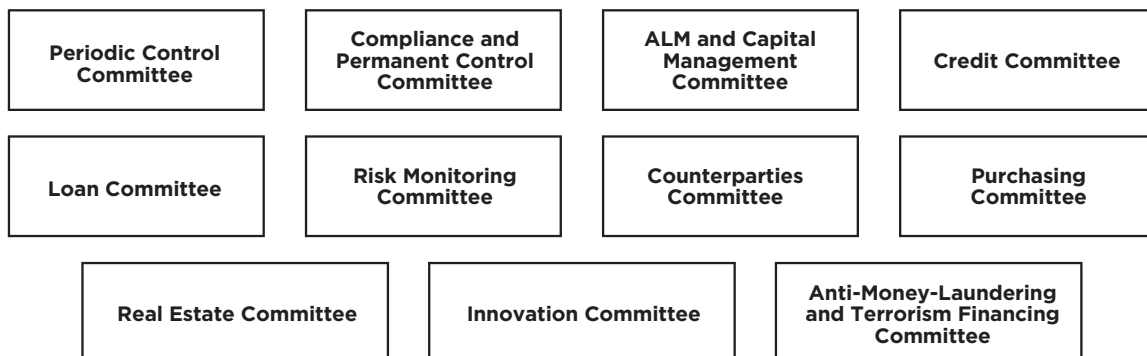 Periodic Control
Committee
Compliance and
Permanent Control
Committee
ALM and Capital
Management
Committee
Credit Committee
Loan Committee
Risk Monitoring
Committee
Counterparties
Committee
Purchasing
Committee
Real Estate Committee
Innovation Committee
Anti-Money-Laundering
and Terrorism Financing
Committee